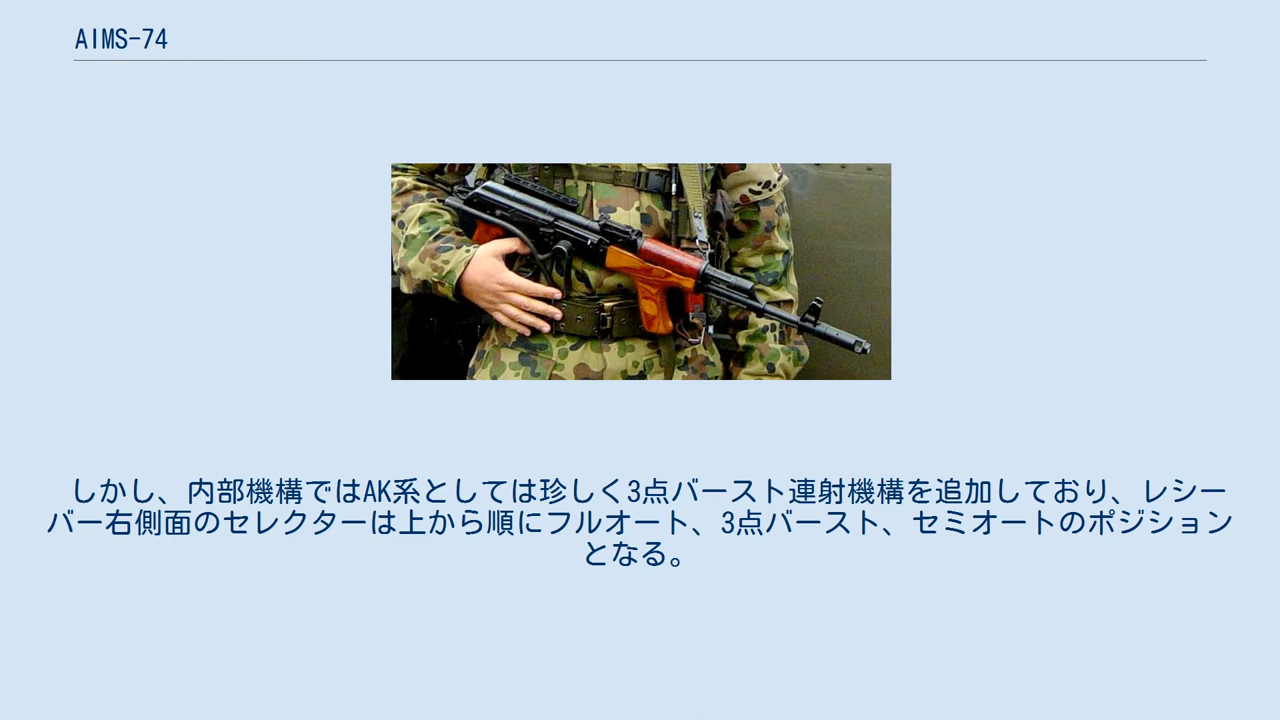 AIMS-74
しかし、内部機構ではAK系としては珍しく3点バースト連射機構を追加しており、レシー
バー右側面のセレクターは上から順にフルオート、3点バースト、セミオートのポジション
となる。